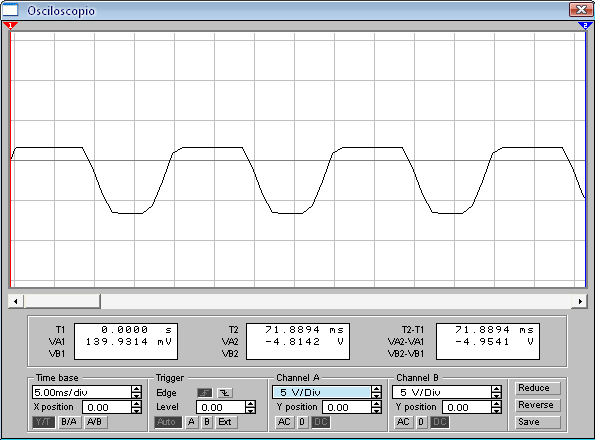 Osciloscopio
1 2
T1 0.0000 s T2 71.8894 ms T2-T1 71.8894 ms
VA1 139.9314 mV VA2 -4.8142 V VA2-VA1 -4.9541 V
VB1 VB2 VB2-VB1
Time base Trigger Channel A Channel B Reduce
5.00ms/div Edge 5 V/Div 5 V/Div Reverse
X position 0.00 Level 0.00 Y position 0.00 Y position 0.00
Y/T B/A A/B Auto A B Ext AC 0 DC AC 0 DC Save